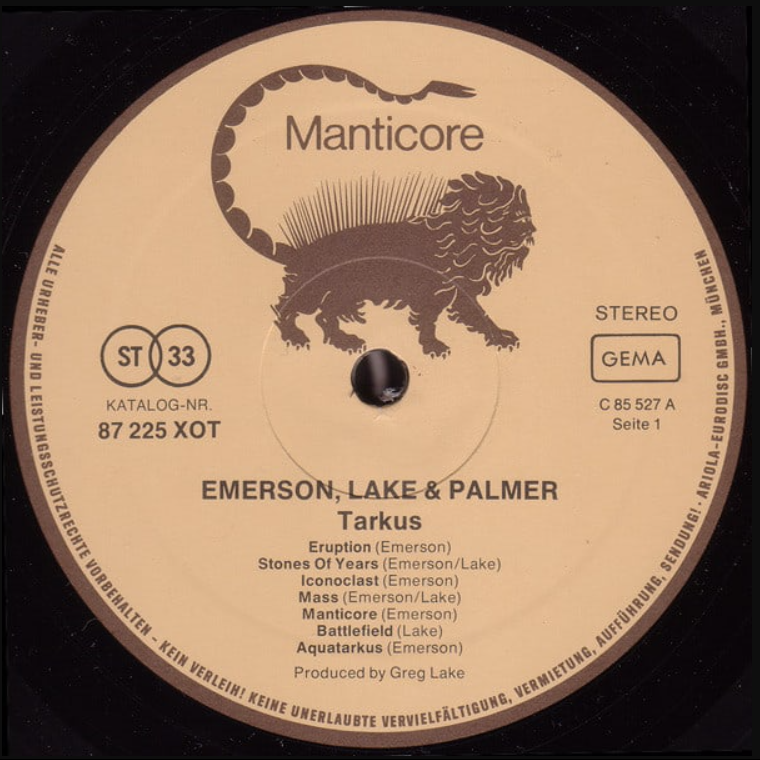 Manticore
ST 33
KATALOG-NR.
87 225 XOT
STEREO
GEMA
C 85 527 A
Seite 1
EMERSON, LAKE & PALMER
Tarkus
Eruption (Emerson)
Stones Of Years (Emerson/Lake)
Iconoclast (Emerson)
Mass (Emerson/Lake)
Manticore (Emerson)
Battlefield (Lake)
Aquatarkus (Emerson)
Produced by Greg Lake
ALLE URHEBER- UND LEISTUNGSSCHUTZRECHTE VORBEHALTEN - KEIN VERLEIH! KEINE UNERLAUBTE VERVIELFÄLTIGUNG, VERMIETUNG, AUFFÜHRUNG, SENDUNG! · ARIOLA-EURODISC GMBH., MÜNCHEN